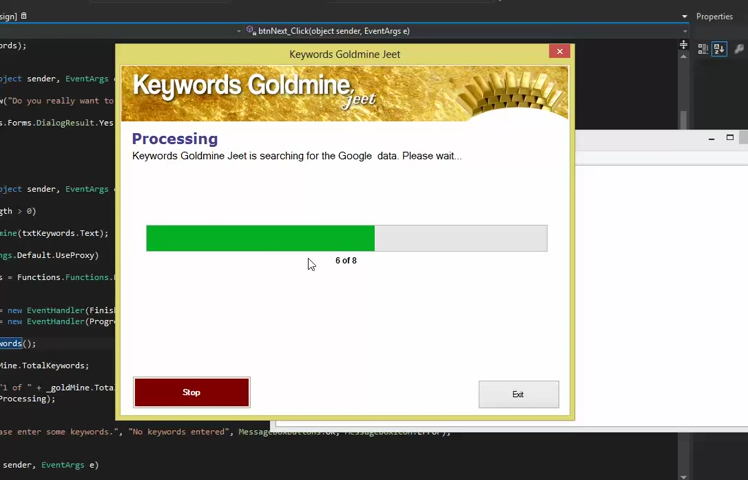 sign]
Properties
btnNext_Click(object sender, EventArgs e)
ords);
Keywords Goldmine Jeet
object sender, EventArgs e
w("Do you really want to
s.Forms.DialogResult.Yes
Keywords Goldmine
jeet
Processing
Keywords Goldmine Jeet is searching for the Google data. Please wait...
object sender, EventArgs e
gth > 0)
mine(txtKeywords.Text);
ngs.Default.UseProxy)
s = Functions.Functions.
6 of 8
= new EventHandler(Finis
= new EventHandler(Progr
words();
Mine.TotalKeywords;
"1 of " + _goldMine.Tota
Processing);
Stop
Exit
ase enter some keywords.", "No keywords entered", MessageBoxButtons.OK, MessageBoxIcon.Error);
sender, EventArgs e)